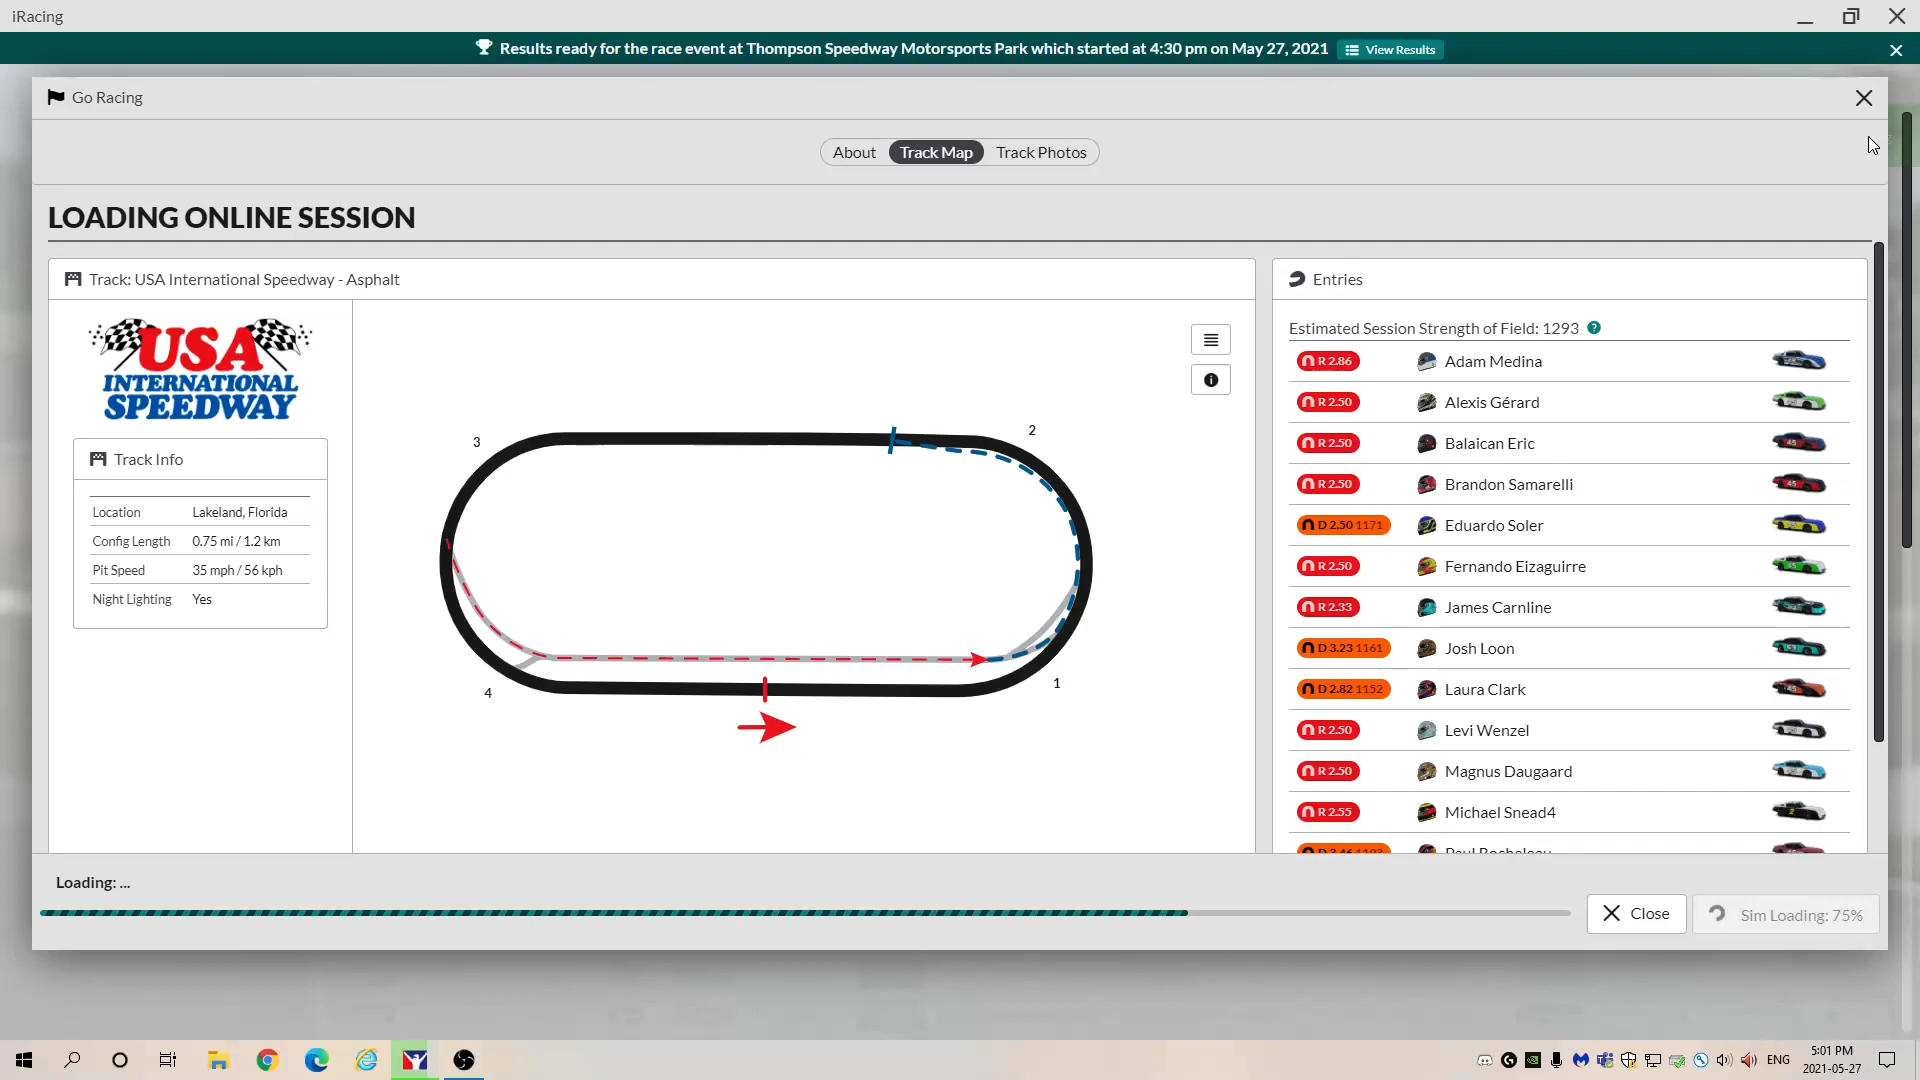 iRacing
Results ready for the race event at Thompson Speedway Motorsports Park which started at 4:30 pm on May 27, 2021 View Results
Go Racing
About Track Map Track Photos
LOADING ONLINE SESSION
Track: USA International Speedway - Asphalt
USA
INTERNATIONAL
SPEEDWAY
Track Info
Location Lakeland, Florida
Config Length 0.75 mi / 1.2 km
Pit Speed 35 mph / 56 kph
Night Lighting Yes
3
2
4
1
Entries
Estimated Session Strength of Field: 1293
R 2.86 Adam Medina
R 2.50 Alexis Gérard
R 2.50 Balaican Eric
R 2.50 Brandon Samarelli
D 2.50 1171 Eduardo Soler
R 2.50 Fernando Eizaguirre
R 2.33 James Carnline
D 3.23 1161 Josh Loon
D 2.82 1152 Laura Clark
R 2.50 Levi Wenzel
R 2.50 Magnus Daugaard
R 2.55 Michael Snead4
Loading: ...
Close
Sim Loading: 75%
ENG
5:01 PM
2021-05-27